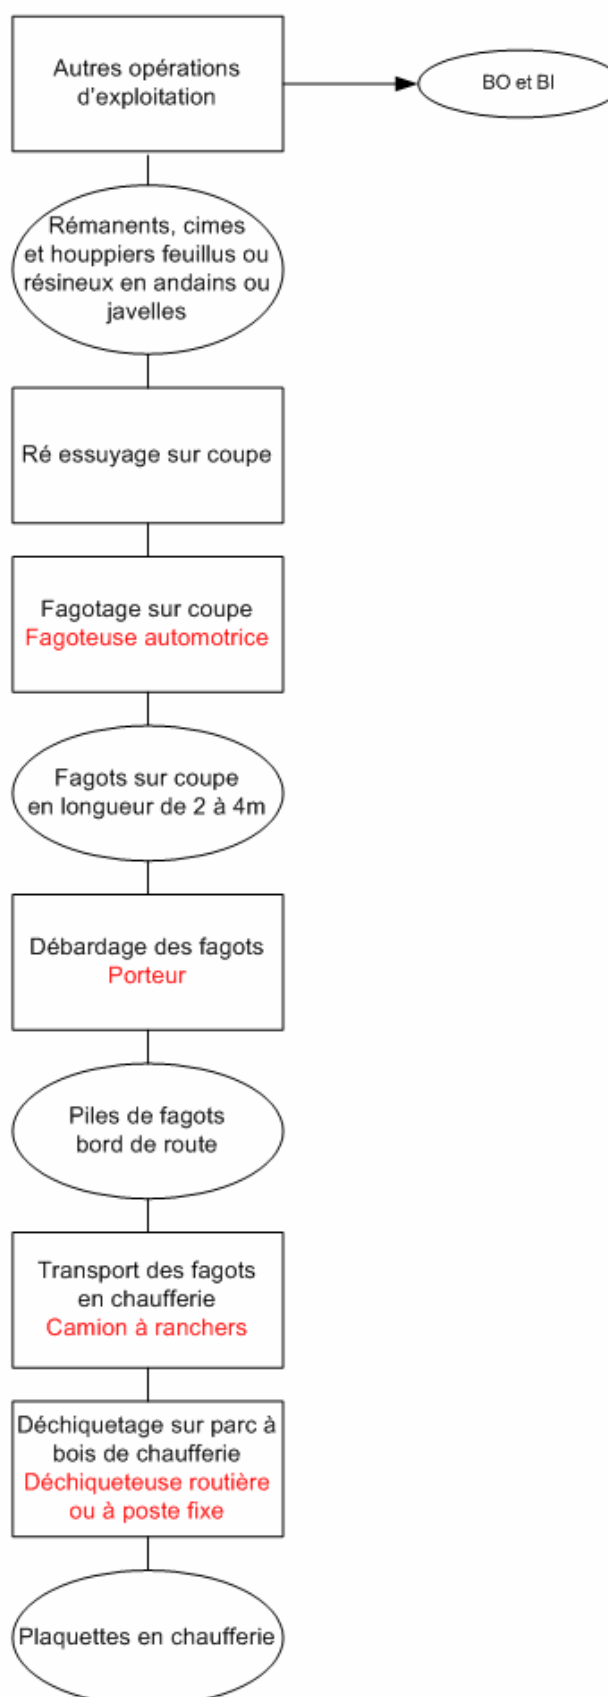 Autres opérations
d'exploitation
BO et BI
Rémanents, cimes
et houppiers feuillus ou
résineux en andains ou
javelles
Ré essuyage sur coupe
Fagotage sur coupe
Fagoteuse automotrice
Fagots sur coupe
en longueur de 2 à 4m
Débardage des fagots
Porteur
Piles de fagots
bord de route
Transport des fagots
en chaufferie
Camion à ranchers
Déchiquetage sur parc à
bois de chaufferie
Déchiqueteuse routière
ou à poste fixe
Plaquettes en chaufferie